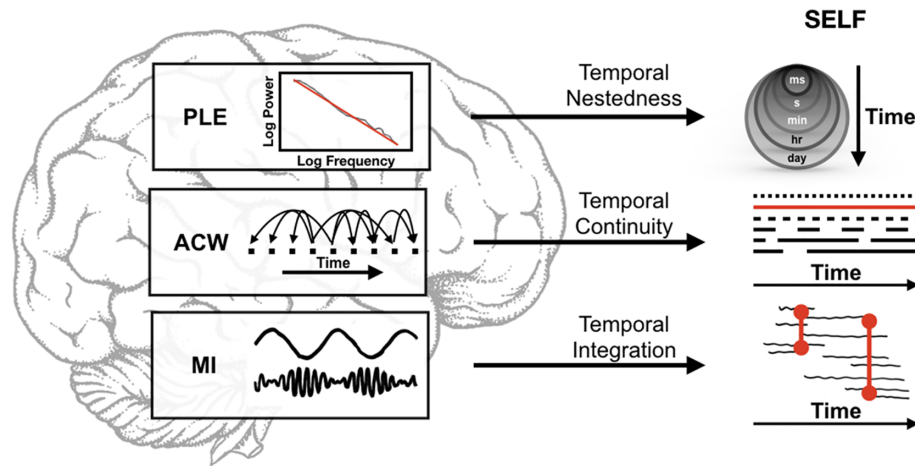 SELF
PLE
Log Power
Log Frequency
Temporal
Nestedness
ms
s
min
hr
day
Time
ACW
Time
Temporal
Continuity
Time
MI
Temporal
Integration
Time